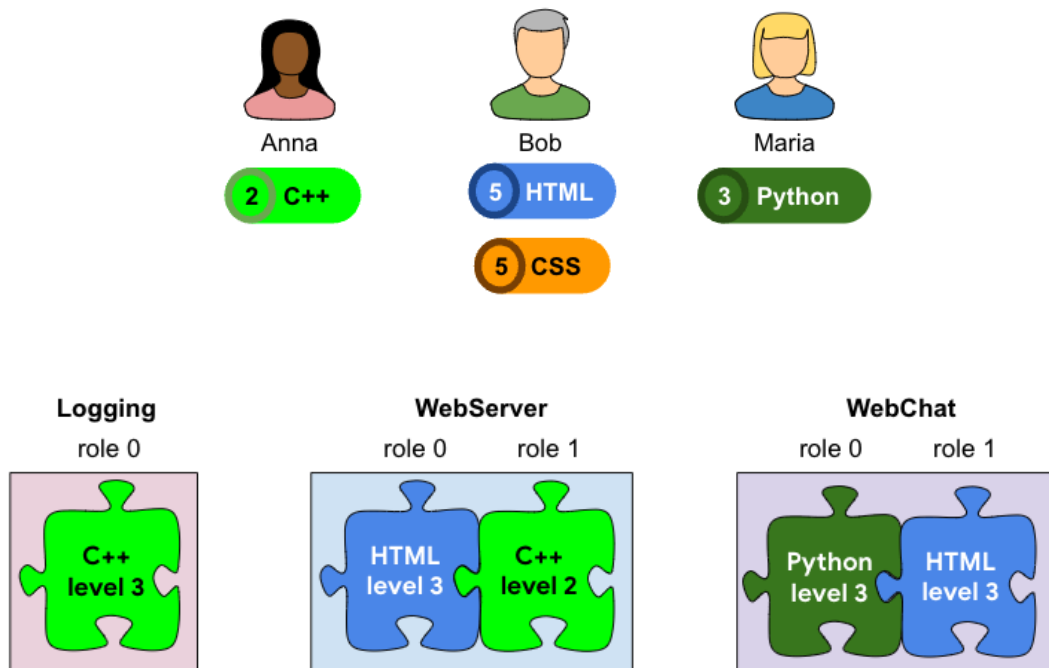 Anna
Bob
Maria
2 C++
5 HTML
3 Python
5 CSS
Logging
WebServer
WebChat
role 0
role 0
role 1
role 0
role 1
C++
level 3
HTML
level 3
C++
level 2
Python
level 3
HTML
level 3